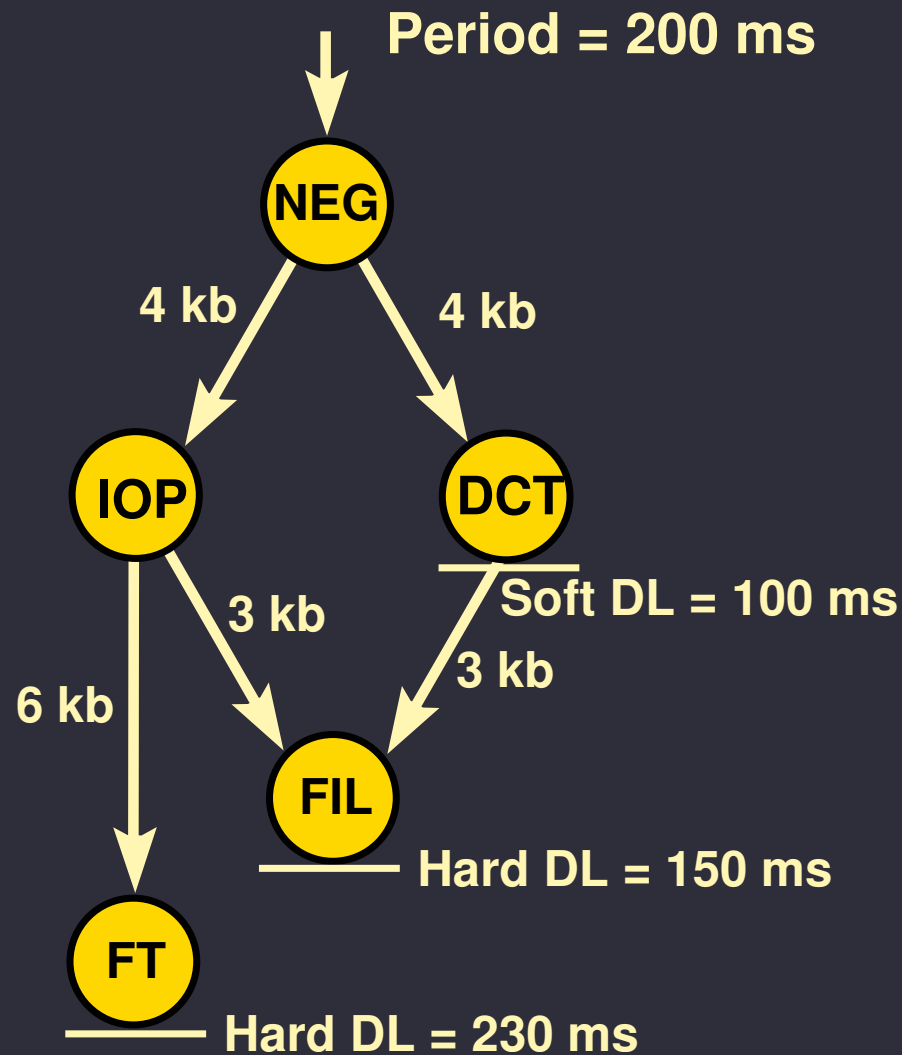 Period = 200 ms
NEG
4 kb
4 kb
IOP
DCT
Soft DL = 100 ms
3 kb
3 kb
6 kb
FIL
Hard DL = 150 ms
FT
Hard DL = 230 ms